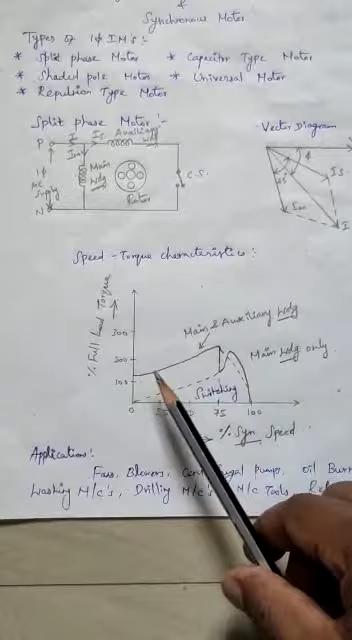 *
Synchronous Motor
Types of 1φ IM's :-
* Split phase Motor * Capacitor Type Motor
* Shaded pole Motor * Universal Motor
* Repulsion Type Motor
Split phase Motor :-
Vector Diagram
P I Is Auxiliary Wdg
Im
Main Wdg
1φ AC Supply
Rotor
C.S.
N
φ
Is
Im
I
Speed - Torque characteristics :-
% Full Load Torque
300
200
100
Main & Auxiliary Wdg
Main Wdg only
Switching
0 75 100
% Syn Speed
Applications :-
Fans, Blowers, Pump, oil
Washing M/c's, Drilling M/c's M/c Tools